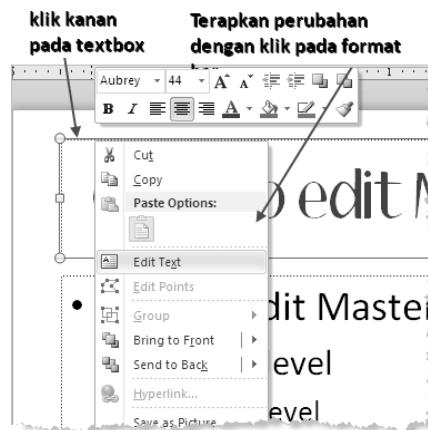 klik kanan
pada textbox
Terapkan perubahan
dengan klik pada format
Aubrey 44 A A
B I A
Cut
Copy
Paste Options:
Edit Text
Edit Points
Group
Bring to Front
Send to Back
Hyperlink...
Save as Picture
edit M
dit Master
evel
evel